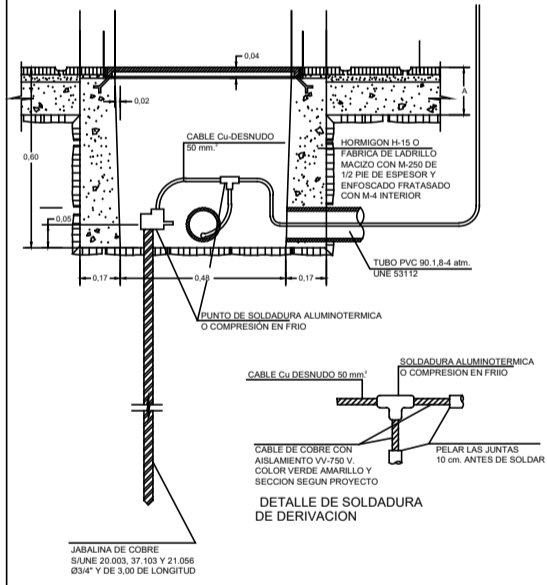 0,04
A
0,02
CABLE Cu-DESNUDO
50 mm.²
HORMIGON H-15 O
FABRICA DE LADRILLO
MACIZO CON M-250 DE
1/2 PIE DE ESPESOR Y
ENFOSCADO FRATASADO
CON M-4 INTERIOR
0,60
0,05
TUBO PVC 90.1,8-4 atm.
UNE 53112
0,17
0,48
0,17
PUNTO DE SOLDADURA ALUMINOTERMICA
O COMPRESIÓN EN FRIO
SOLDADURA ALUMINOTERMICA
O COMPRESION EN FRIIO
CABLE Cu DESNUDO 50 mm.²
CABLE DE COBRE CON
AISLAMIENTO VV-750 V.
COLOR VERDE AMARILLO Y
SECCION SEGUN PROYECTO
PELAR LAS JUNTAS
10 cm. ANTES DE SOLDAR
DETALLE DE SOLDADURA
DE DERIVACION
JABALINA DE COBRE
S/UNE 20.003, 37.103 Y 21.056
Ø3/4" Y DE 3,00 DE LONGITUD